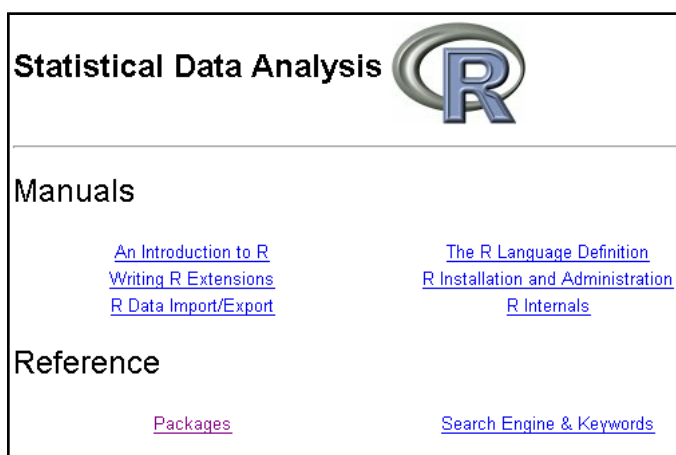 Statistical Data Analysis R
Manuals
An Introduction to R The R Language Definition
Writing R Extensions R Installation and Administration
R Data Import/Export R Internals
Reference
Packages Search Engine & Keywords